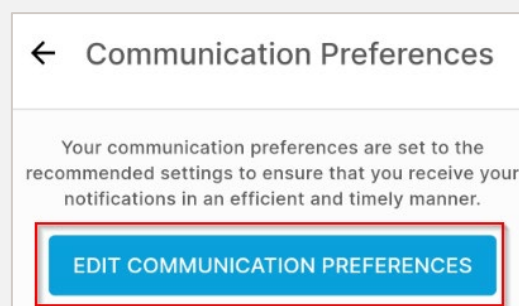 Communication Preferences
Your communication preferences are set to the
recommended settings to ensure that you receive your
notifications in an efficient and timely manner.
EDIT COMMUNICATION PREFERENCES